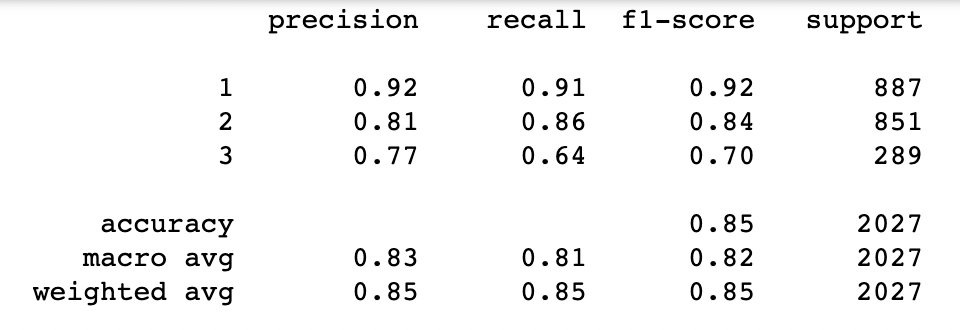 precision recall f1-score support
1 0.92 0.91 0.92 887
2 0.81 0.86 0.84 851
3 0.77 0.64 0.70 289
accuracy 0.85 2027
macro avg 0.83 0.81 0.82 2027
weighted avg 0.85 0.85 0.85 2027